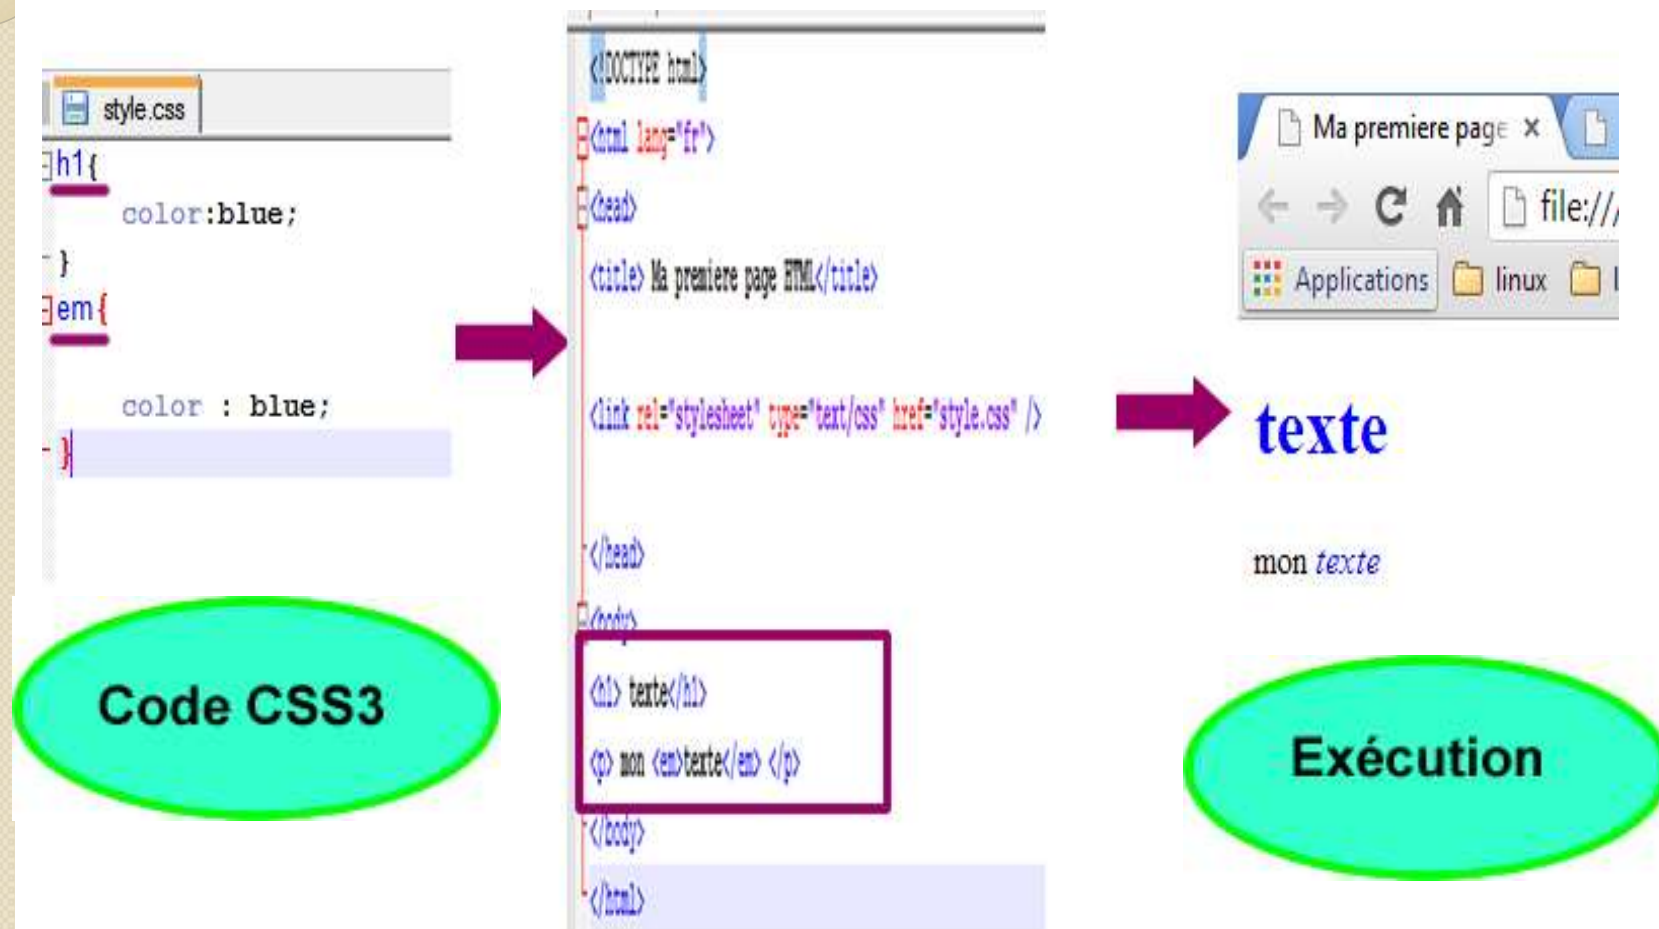 style.css
h1{
color:blue;
}
em{
color : blue;
}
Code CSS3
<!DOCTYPE html>
<html lang="fr">
<head>
<title> Ma premiere page HTML</title>
<link rel="stylesheet" type="text/css" href="style.css" />
</head>
<body>
<h1> texte</h1>
<p> mon <em>texte</em> </p>
</body>
</html>
Ma premiere page
file:///
Applications linux
texte
mon texte
Exécution